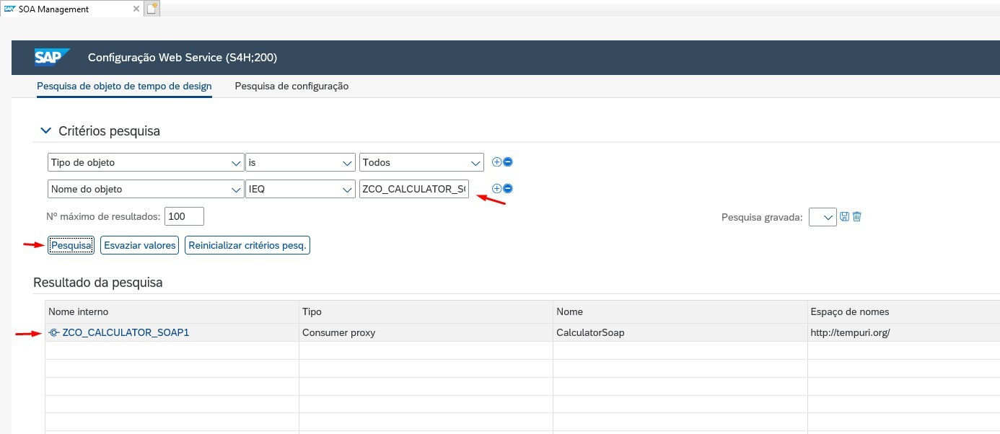 SAP SOA Management
SAP Configuração Web Service (S4H;200)
Pesquisa de objeto de tempo de design Pesquisa de configuração
Critérios pesquisa
Tipo de objeto is Todos
Nome do objeto IEQ ZCO_CALCULATOR_S
Nº máximo de resultados: 100 Pesquisa gravada:
Pesquisa Esvaziar valores Reinicializar critérios pesq.
Resultado da pesquisa
Nome interno Tipo Nome Espaço de nomes
ZCO_CALCULATOR_SOAP1 Consumer proxy CalculatorSoap http://tempuri.org/